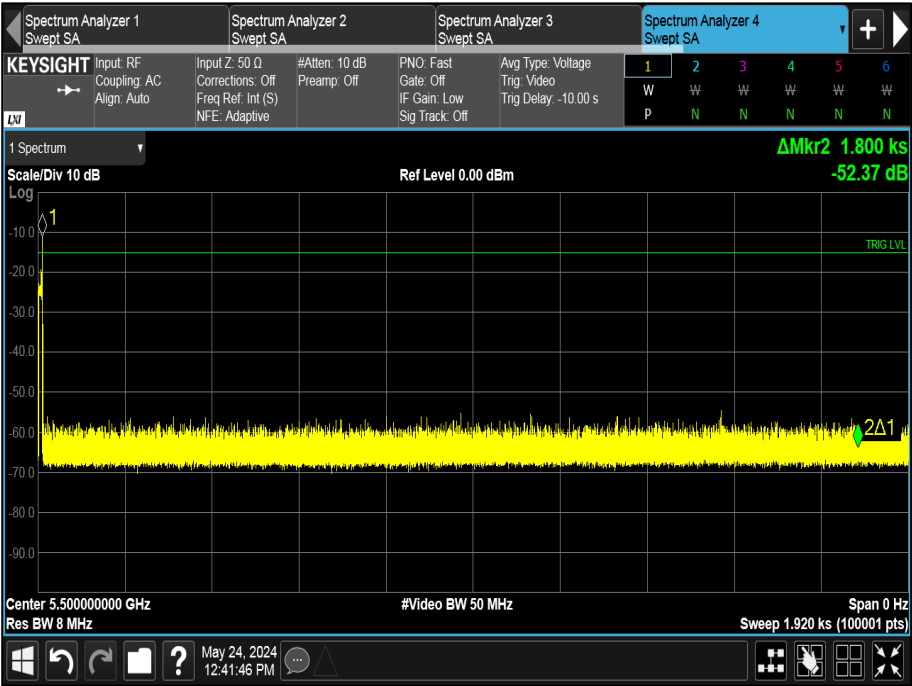 Spectrum Analyzer 1
Swept SA
Spectrum Analyzer 2
Swept SA
Spectrum Analyzer 3
Swept SA
Spectrum Analyzer 4
Swept SA
KEYSIGHT
LXI
Input: RF
Coupling: AC
Align: Auto
Input Z: 50 Ω
Corrections: Off
Freq Ref: Int (S)
NFE: Adaptive
#Atten: 10 dB
Preamp: Off
PNO: Fast
Gate: Off
IF Gain: Low
Sig Track: Off
Avg Type: Voltage
Trig: Video
Trig Delay: -10.00 s
1 2 3 4 5 6
W W W W W W
P N N N N N
1 Spectrum
ΔMkr2 1.800 ks
-52.37 dB
Scale/Div 10 dB
Ref Level 0.00 dBm
Log
1
-10.0
TRIG LVL
-20.0
-30.0
-40.0
-50.0
-60.0
2Δ1
-70.0
-80.0
-90.0
Center 5.500000000 GHz
#Video BW 50 MHz
Span 0 Hz
Res BW 8 MHz
Sweep 1.920 ks (100001 pts)
?
May 24, 2024
12:41:46 PM